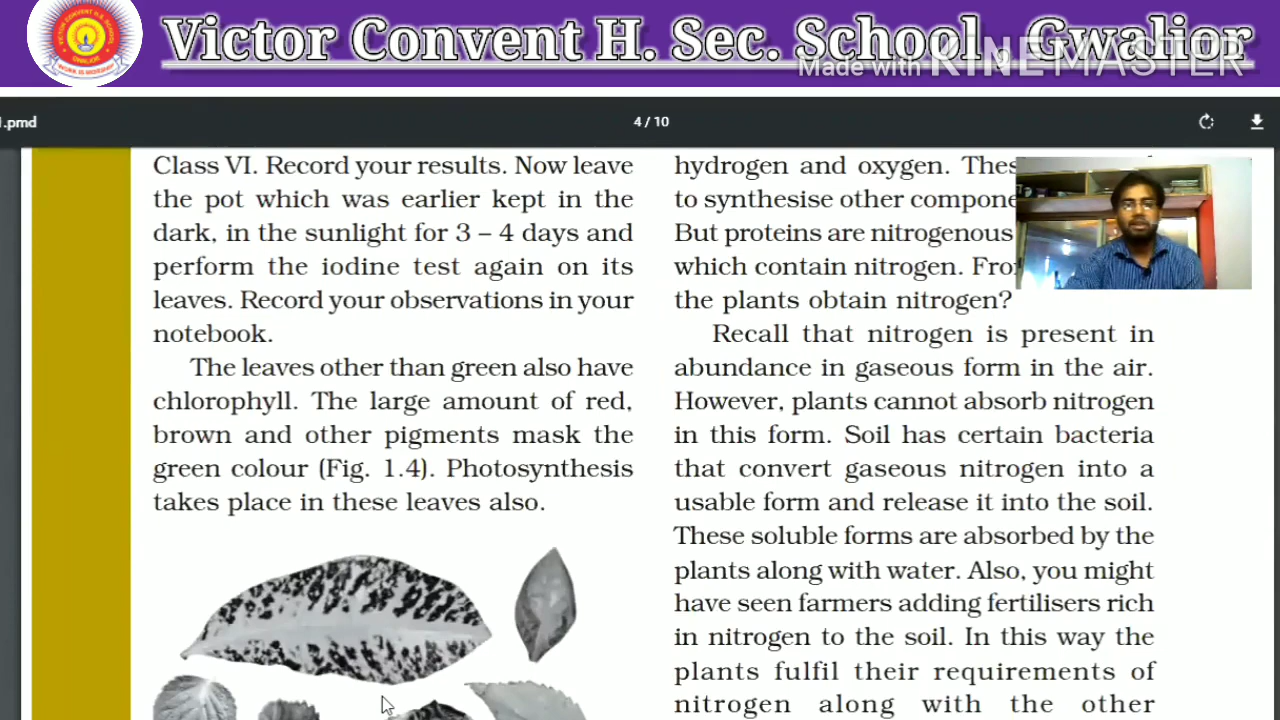 Victor Convent H. Sec. School, Gwalior
Made with KINEMASTER
.pmd
4 / 10
Class VI. Record your results. Now leave
the pot which was earlier kept in the
dark, in the sunlight for 3 – 4 days and
perform the iodine test again on its
leaves. Record your observations in your
notebook.
The leaves other than green also have
chlorophyll. The large amount of red,
brown and other pigments mask the
green colour (Fig. 1.4). Photosynthesis
takes place in these leaves also.
hydrogen and oxygen. Thes
to synthesise other compone
But proteins are nitrogenous
which contain nitrogen. Fro
the plants obtain nitrogen?
Recall that nitrogen is present in
abundance in gaseous form in the air.
However, plants cannot absorb nitrogen
in this form. Soil has certain bacteria
that convert gaseous nitrogen into a
usable form and release it into the soil.
These soluble forms are absorbed by the
plants along with water. Also, you might
have seen farmers adding fertilisers rich
in nitrogen to the soil. In this way the
plants fulfil their requirements of
nitrogen along with the other